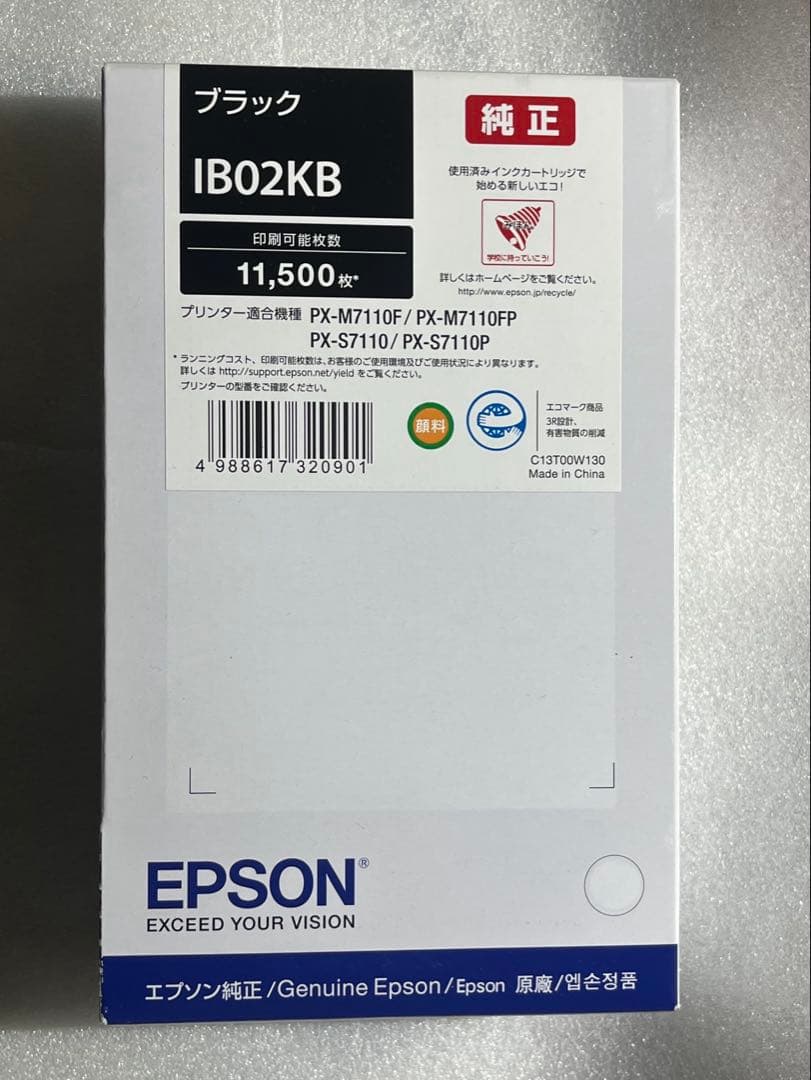 ブラック
IB02KB
印刷可能枚数
11,500枚*
純正
使用済みインクカートリッジで
始める新しいエコ!
みほん
学校に持っていこう!
詳しくはホームページをご覧ください。
http://www.epson.jp/recycle/
プリンター適合機種 PX-M7110F/PX-M7110FP
PX-S7110/PX-S7110P
* ランニングコスト、印刷可能枚数は、お客様のご使用環境及びご使用状況により異なります。
詳しくは http://support.epson.net/yield をご覧ください。
プリンターの型番をご確認ください。
4 988617 320901
顔料
エコマーク商品
3R設計、
有害物質の削減
C13T00W130
Made in China
EPSON®
EXCEED YOUR VISION
エプソン純正/Genuine Epson/Epson 原廠/엡손정품